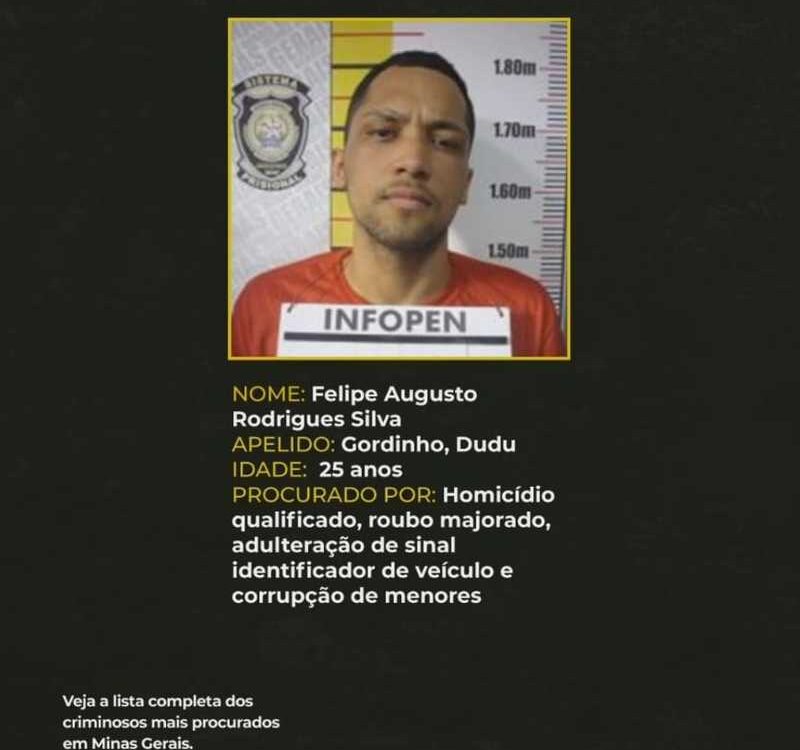 SISTEMA
PRISIONAL
1.80m
1.70m
1.60m
1.50m
INFOPEN
NOME: Felipe Augusto
Rodrigues Silva
APELIDO: Gordinho, Dudu
IDADE: 25 anos
PROCURADO POR: Homicídio
qualificado, roubo majorado,
adulteração de sinal
identificador de veículo e
corrupção de menores
Veja a lista completa dos
criminosos mais procurados
em Minas Gerais.